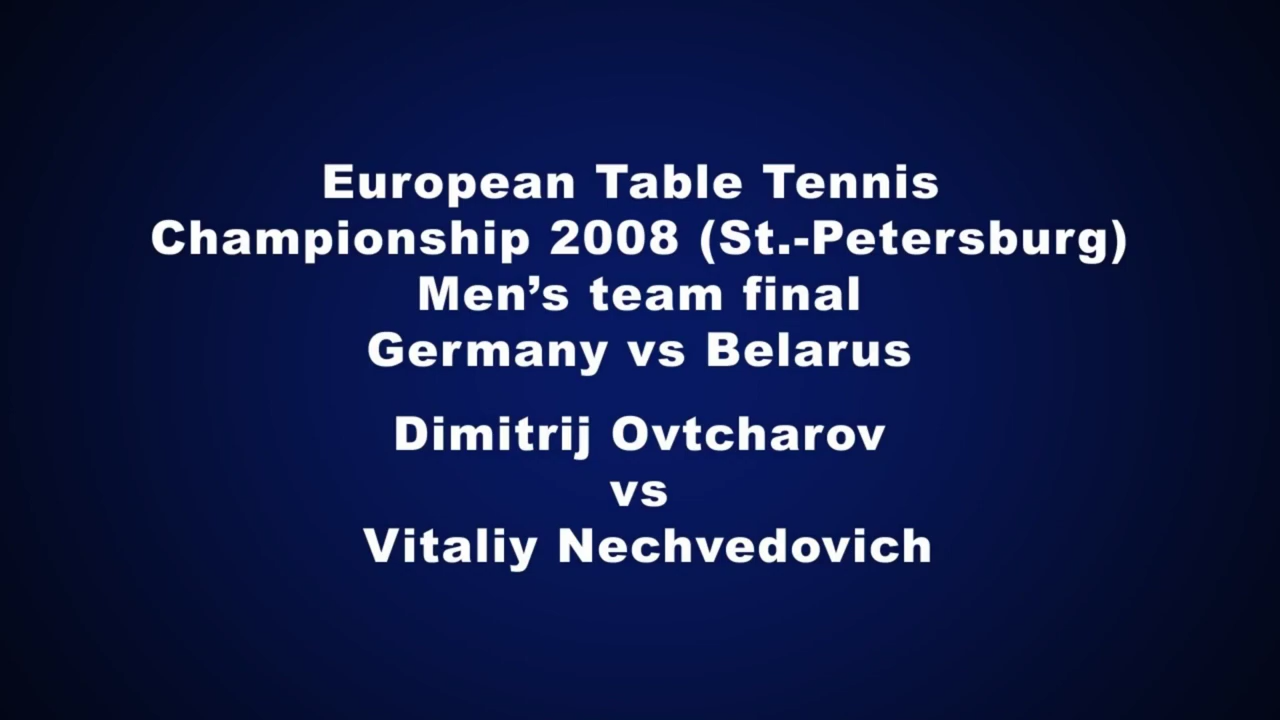 European Table Tennis
Championship 2008 (St.-Petersburg)
Men’s team final
Germany vs Belarus
Dimitrij Ovtcharov
vs
Vitaliy Nechvedovich